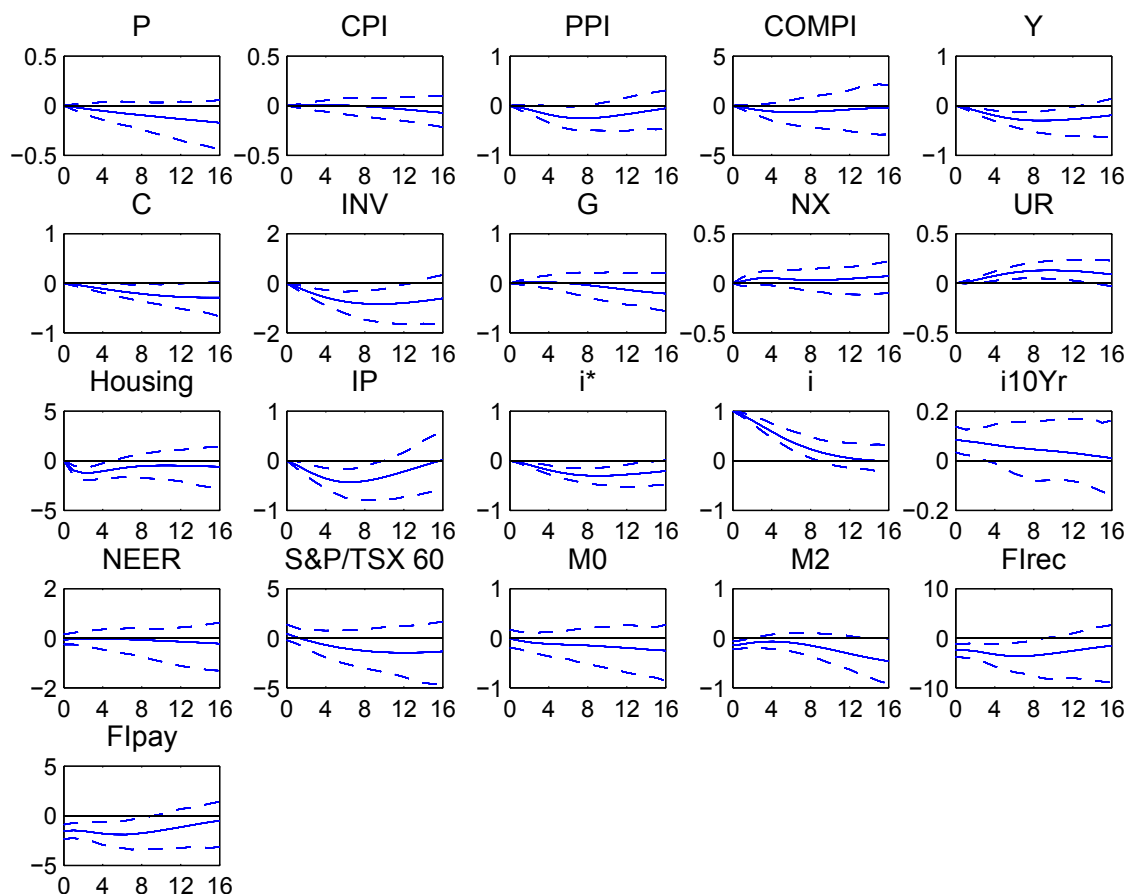 P CPI PPI COMPI Y
0.5 0.5 1 5 1
0 0 0 0 0
−0.5 −0.5 −1 −5 −1
0 4 8 12 16 0 4 8 12 16 0 4 8 12 16 0 4 8 12 16 0 4 8 12 16
C INV G NX UR
1 2 1 0.5 0.5
0 0 0 0 0
−1 −2 −1 −0.5 −0.5
0 4 8 12 16 0 4 8 12 16 0 4 8 12 16 0 4 8 12 16 0 4 8 12 16
Housing IP i* i i10Yr
5 1 1 1 0.2
0 0 0 0 0
−5 −1 −1 −1 −0.2
0 4 8 12 16 0 4 8 12 16 0 4 8 12 16 0 4 8 12 16 0 4 8 12 16
NEER S&P/TSX 60 M0 M2 FIrec
2 5 1 1 10
0 0 0 0 0
−2 −5 −1 −1 −10
0 4 8 12 16 0 4 8 12 16 0 4 8 12 16 0 4 8 12 16 0 4 8 12 16
FIpay
5
0
−5
0 4 8 12 16